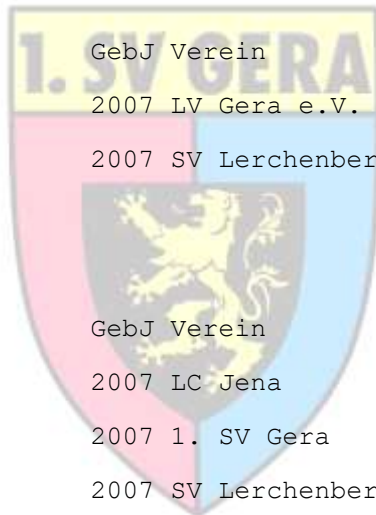 1. SV GERA
GebJ Verein
2007 LV Gera e.V.
2007 SV Lerchenber
GebJ Verein
2007 LC Jena
2007 1. SV Gera
2007 SV Lerchenber